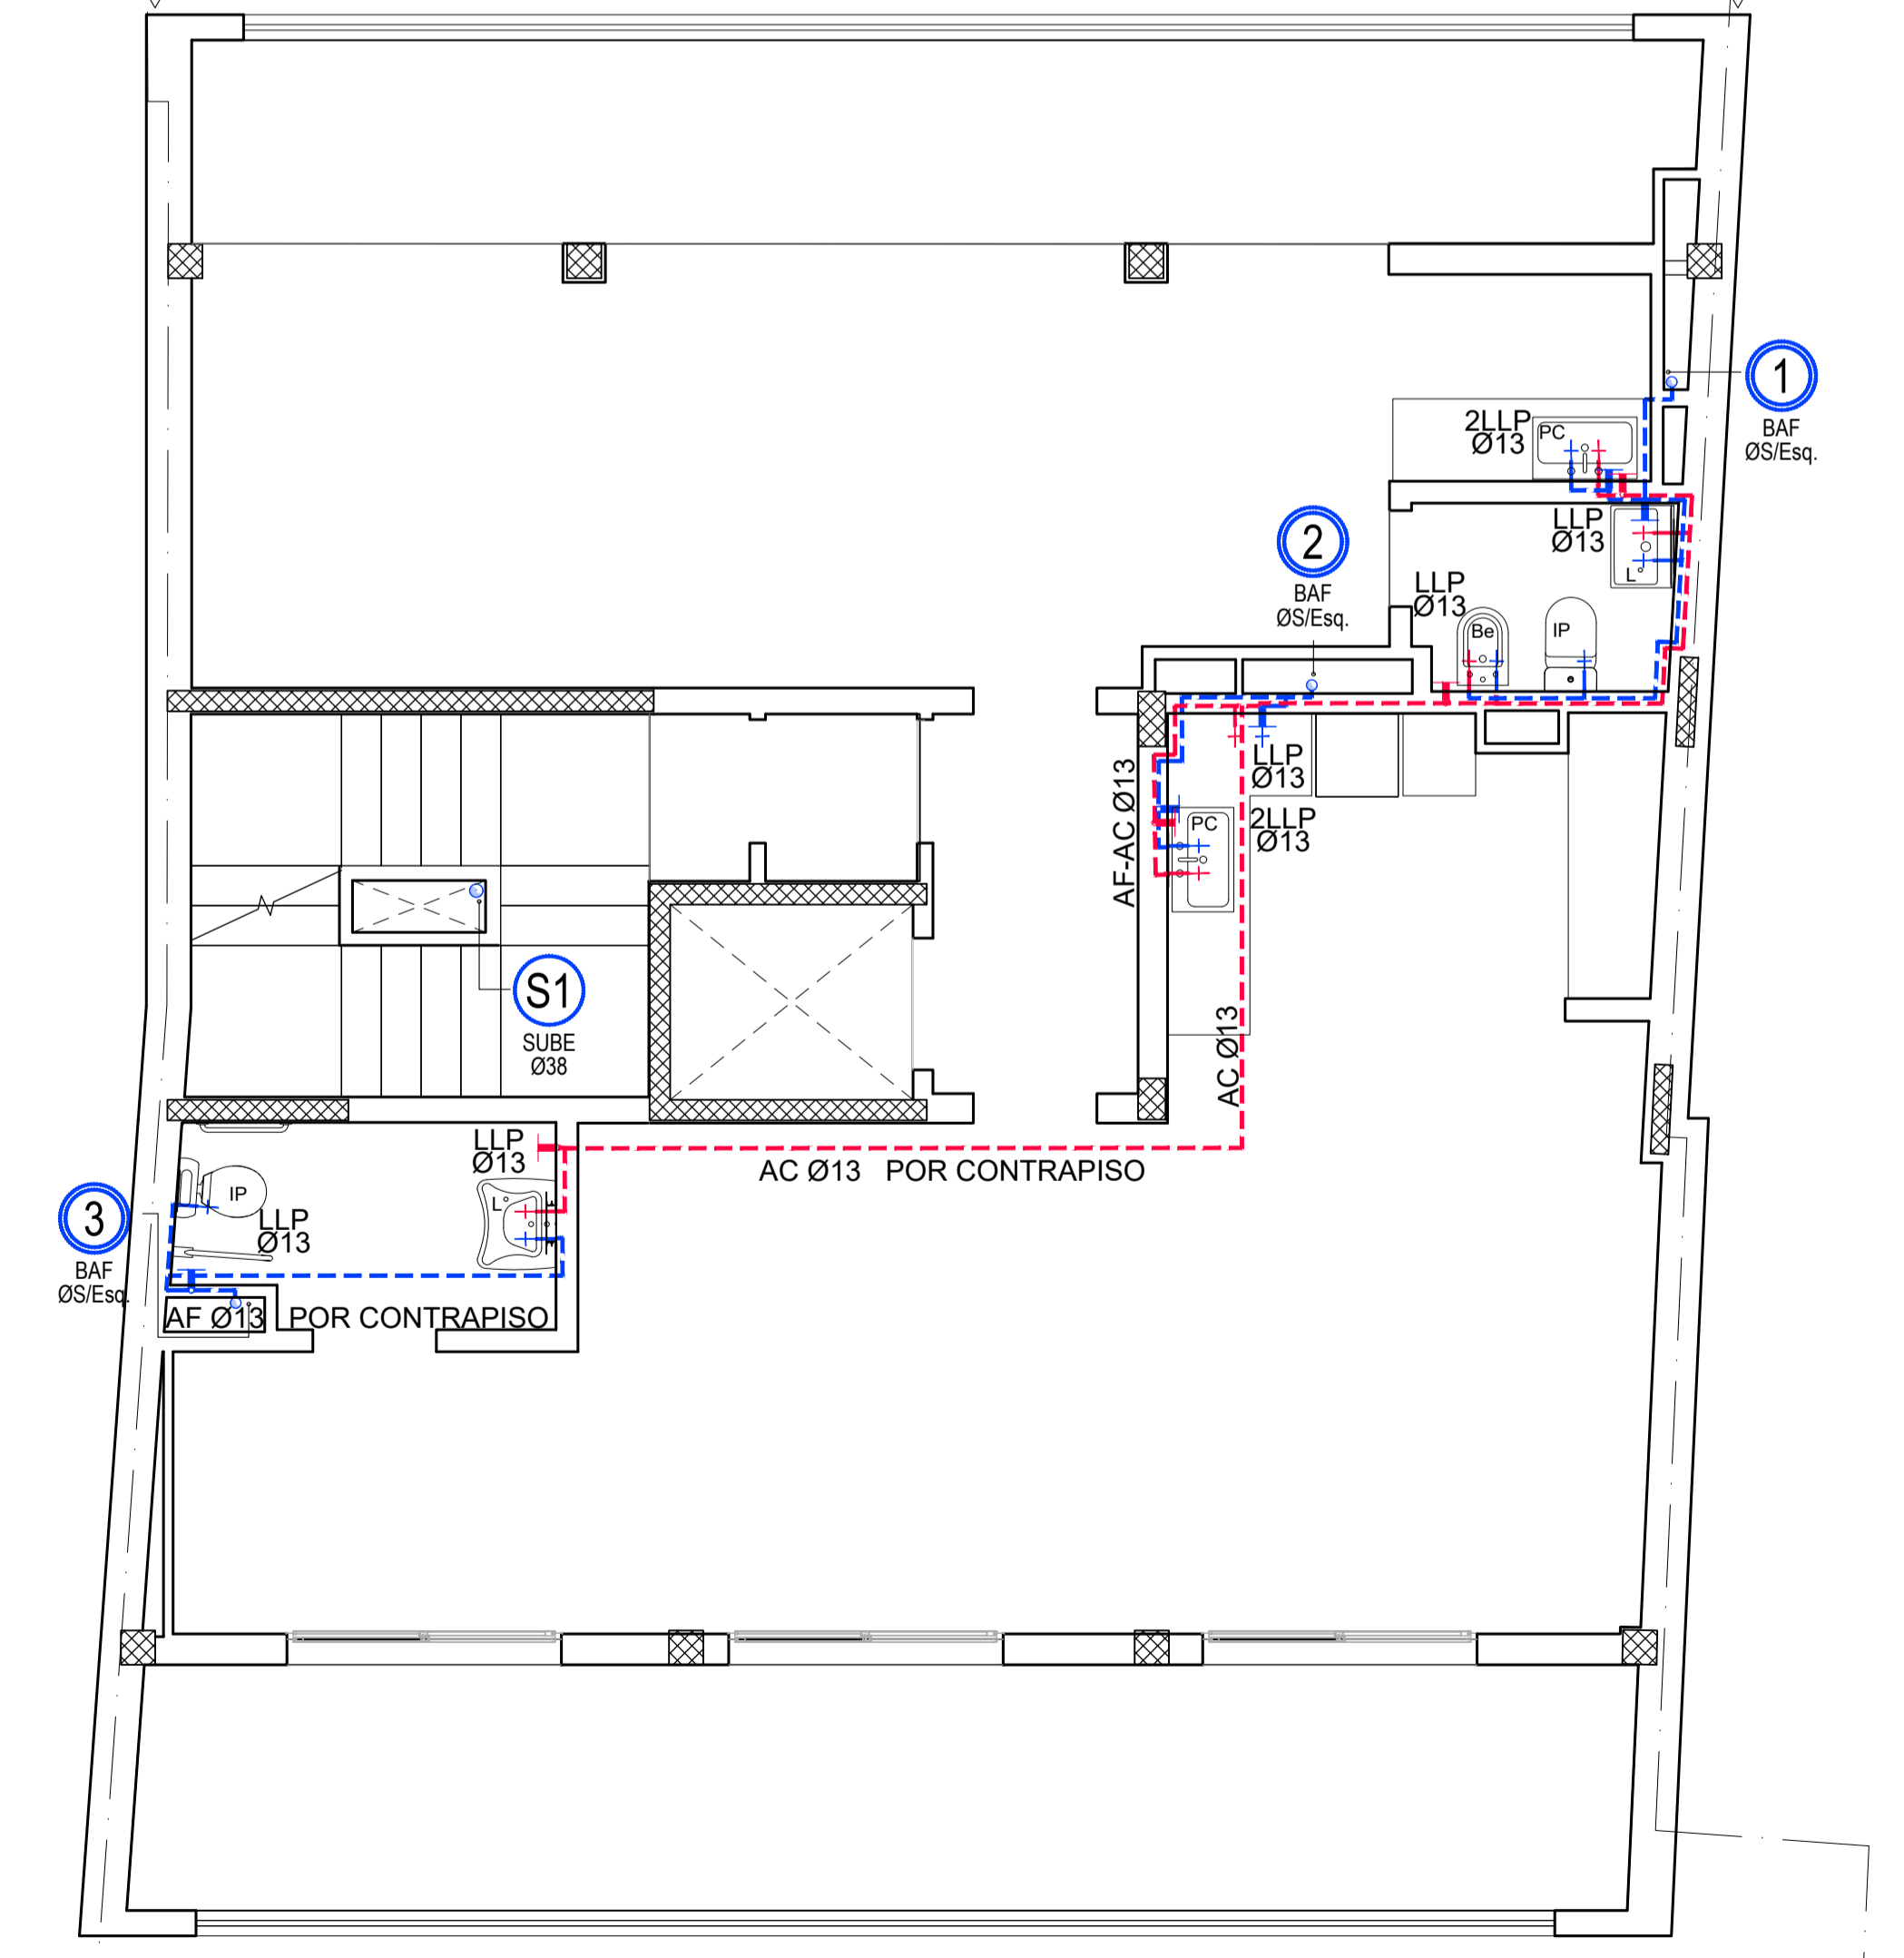 1
BAF
ØS/Esq.
2LLP
Ø13
PC
LLP
Ø13
L
LLP
Ø13
Be
IP
2
BAF
ØS/Esq.
LLP
Ø13
2LLP
Ø13
PC
AF-AC Ø13
AC Ø13
S1
SUBE
Ø38
LLP
Ø13
AC Ø13 POR CONTRAPISO
IP
L
LLP
Ø13
3
BAF
ØS/Esq.
AF Ø13 POR CONTRAPISO